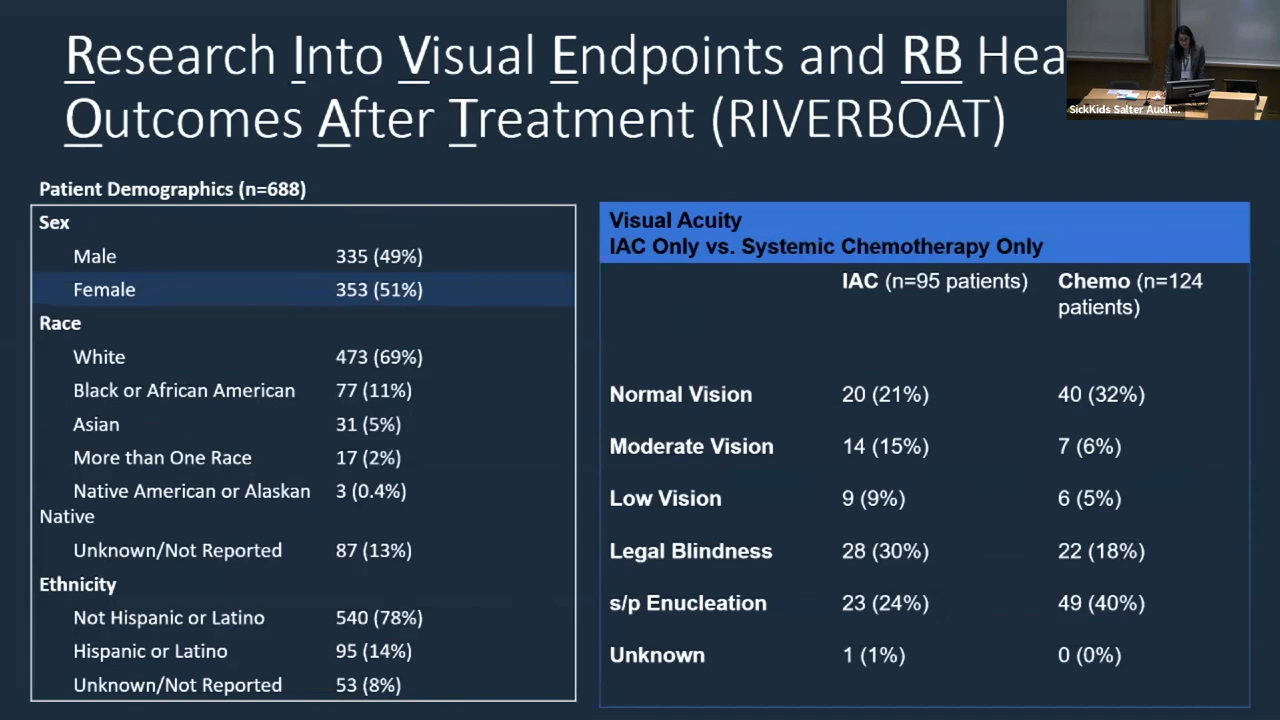 Research Into Visual Endpoints and RB Hea
Outcomes After Treatment (RIVERBOAT)
SickKids Salter Audit...
Patient Demographics (n=688)
Sex
Male 335 (49%)
Female 353 (51%)
Race
White 473 (69%)
Black or African American 77 (11%)
Asian 31 (5%)
More than One Race 17 (2%)
Native American or Alaskan 3 (0.4%)
Native
Unknown/Not Reported 87 (13%)
Ethnicity
Not Hispanic or Latino 540 (78%)
Hispanic or Latino 95 (14%)
Unknown/Not Reported 53 (8%)
Visual Acuity
IAC Only vs. Systemic Chemotherapy Only
IAC (n=95 patients) Chemo (n=124
patients)
Normal Vision 20 (21%) 40 (32%)
Moderate Vision 14 (15%) 7 (6%)
Low Vision 9 (9%) 6 (5%)
Legal Blindness 28 (30%) 22 (18%)
s/p Enucleation 23 (24%) 49 (40%)
Unknown 1 (1%) 0 (0%)